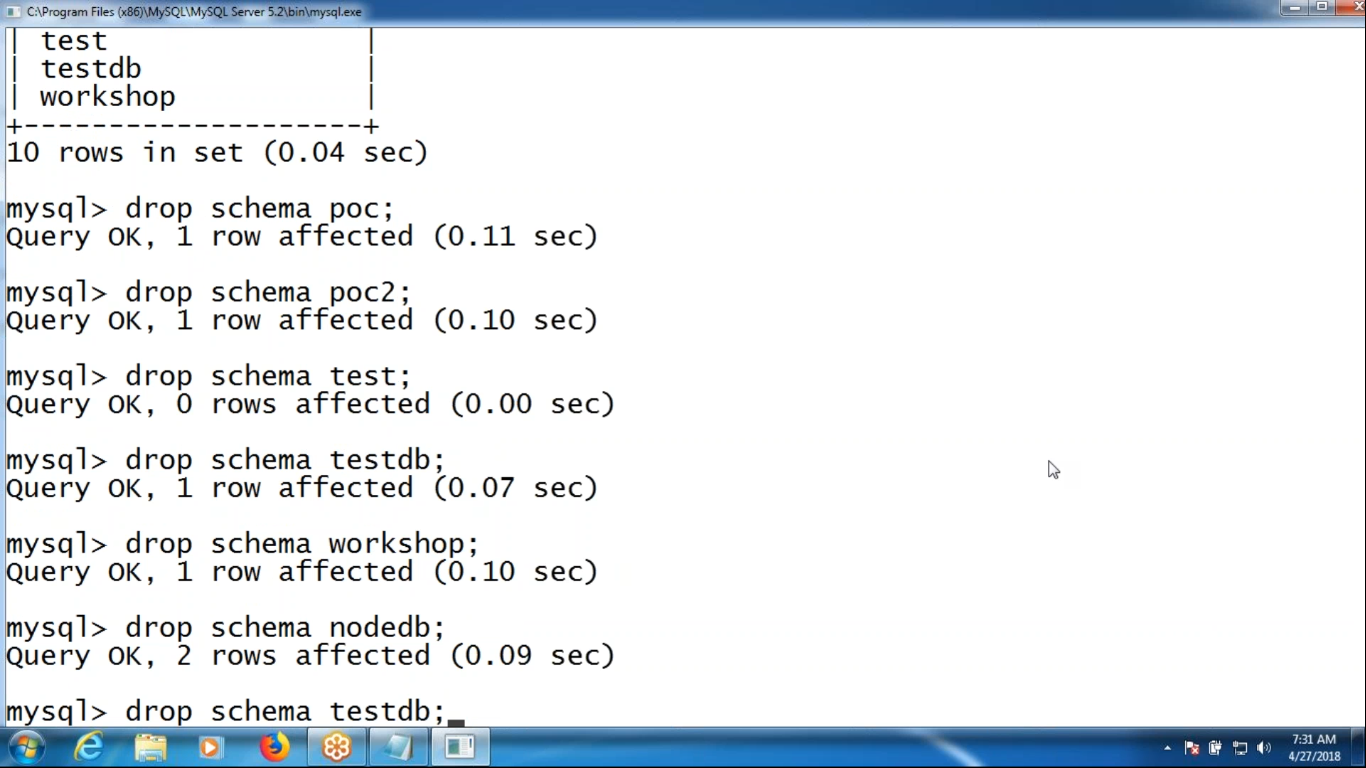 C:\Program Files (x86)\MySQL\MySQL Server 5.2\bin\mysql.exe
| test                |
| testdb              |
| workshop            |
+--------------------+
10 rows in set (0.04 sec)
mysql> drop schema poc;
Query OK, 1 row affected (0.11 sec)
mysql> drop schema poc2;
Query OK, 1 row affected (0.10 sec)
mysql> drop schema test;
Query OK, 0 rows affected (0.00 sec)
mysql> drop schema testdb;
Query OK, 1 row affected (0.07 sec)
mysql> drop schema workshop;
Query OK, 1 row affected (0.10 sec)
mysql> drop schema nodedb;
Query OK, 2 rows affected (0.09 sec)
mysql> drop schema testdb;
7:31 AM
4/27/2018